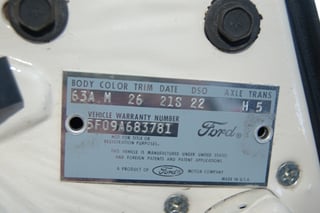 BODY COLOR TRIM DATE DSO AXLE TRANS
63A M 26 21S 22 H 5
VEHICLE WARRANTY NUMBER
5F09A683781
Ford
NOT FOR TITLE OR
REGISTRATION PURPOSES.
THIS VEHICLE IS MANUFACTURED UNDER UNITED STATES
AND FOREIGN PATENTS AND PATENT APPLICATIONS
A PRODUCT OF Ford MOTOR COMPANY
MADE IN U.S.A.